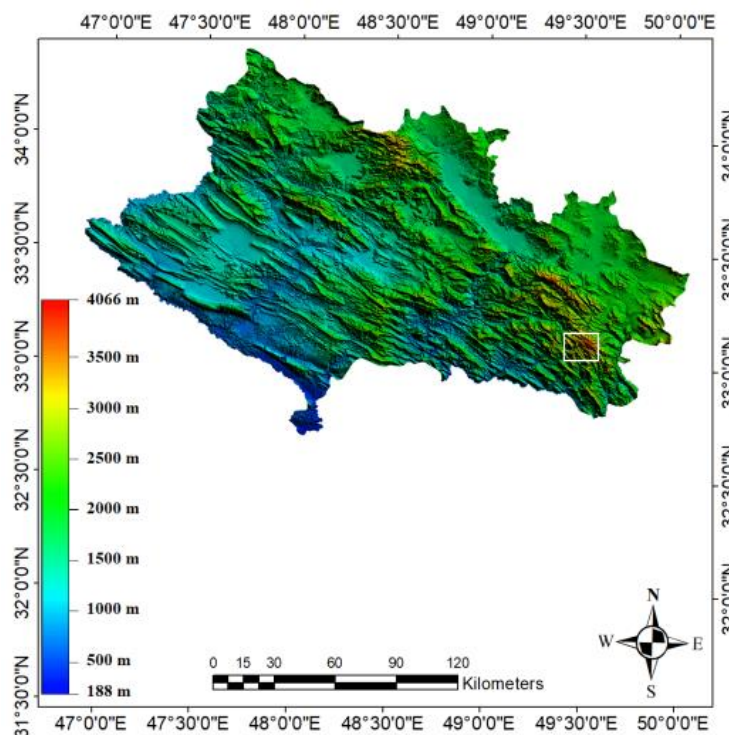 47°0'0"E 47°30'0"E 48°0'0"E 48°30'0"E 49°0'0"E 49°30'0"E 50°0'0"E
34°0'0"N
33°30'0"N
33°0'0"N
32°30'0"N
32°0'0"N
31°30'0"N
34°0'0"N
33°30'0"N
33°0'0"N
32°30'0"N
32°0'0"N
4066 m
3500 m
3000 m
2500 m
2000 m
1500 m
1000 m
500 m
188 m
0 15 30 60 90 120
Kilometers
N
W E
S
47°0'0"E 47°30'0"E 48°0'0"E 48°30'0"E 49°0'0"E 49°30'0"E 50°0'0"E